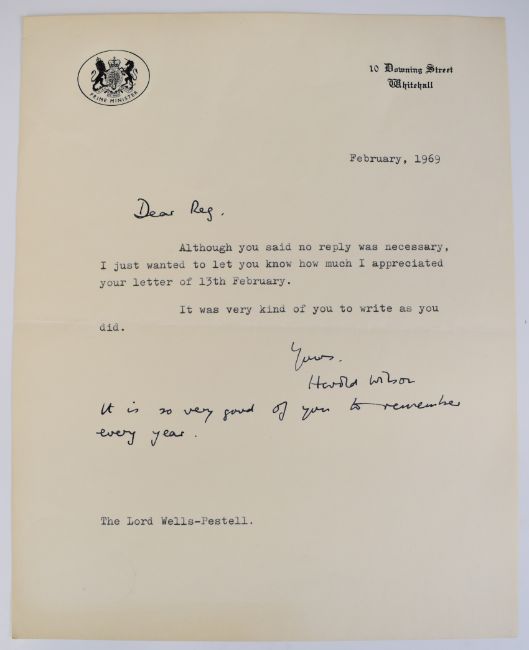 PRIME MINISTER
10 Downing Street
Whitehall
February, 1969
Dear Reg.
Although you said no reply was necessary,
I just wanted to let you know how much I appreciated
your letter of 13th February.
It was very kind of you to write as you
did.
Yours.
Harold Wilson
It is so very good of you to remember
every year.
The Lord Wells-Pestell.